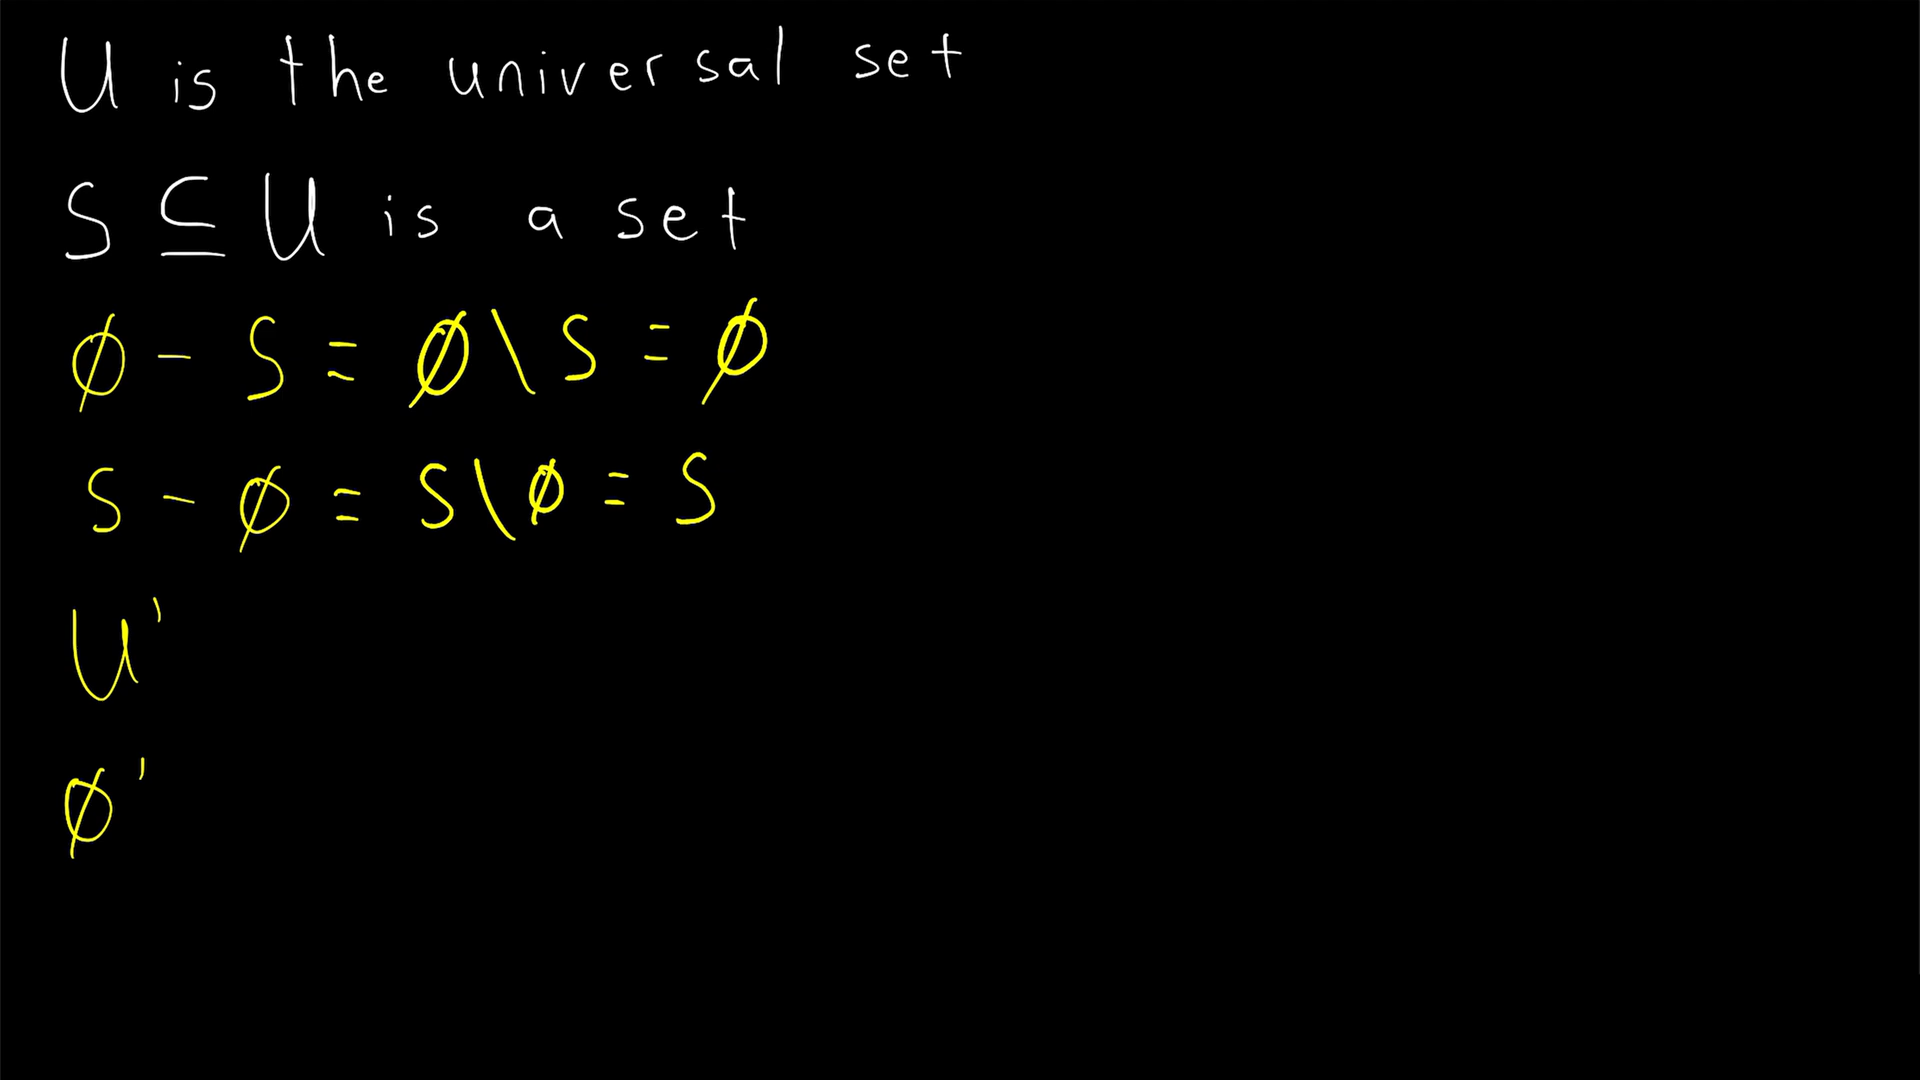 U is the universal set
S ⊆ U is a set
∅ - S = ∅ \ S = ∅
S - ∅ = S \ ∅ = S
U'
∅'